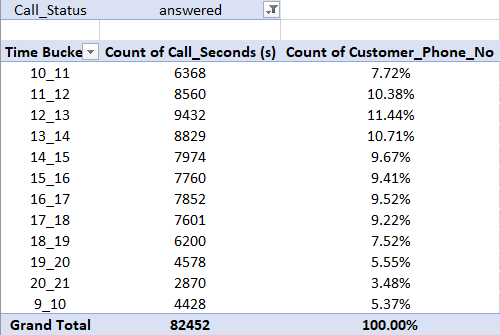 Call_Status answered
Time Bucke Count of Call_Seconds (s) Count of Customer_Phone_No
10_11 6368 7.72%
11_12 8560 10.38%
12_13 9432 11.44%
13_14 8829 10.71%
14_15 7974 9.67%
15_16 7760 9.41%
16_17 7852 9.52%
17_18 7601 9.22%
18_19 6200 7.52%
19_20 4578 5.55%
20_21 2870 3.48%
9_10 4428 5.37%
Grand Total 82452 100.00%